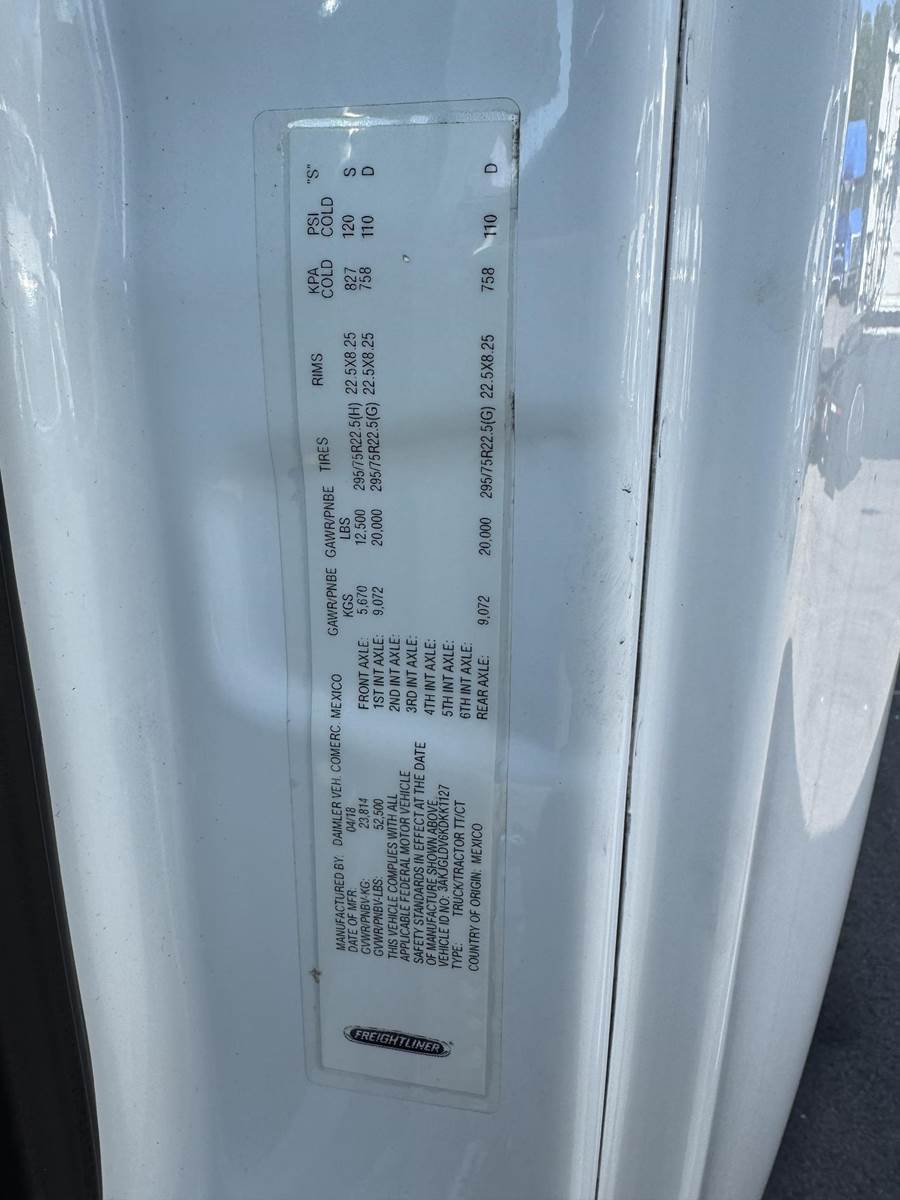 FREIGHTLINER
MANUFACTURED BY: DAIMLER VEH. COMERC. MEXICO
DATE OF MFR: 04/18
GVWR/PNBV-KG: 23,814
GVWR/PNBV-LBS: 52,500
THIS VEHICLE COMPLIES WITH ALL
APPLICABLE FEDERAL MOTOR VEHICLE
SAFETY STANDARDS IN EFFECT AT THE DATE
OF MANUFACTURE SHOWN ABOVE.
VEHICLE ID NO: 3AKJGLDV6KDKK1127
TYPE: TRUCK/TRACTOR TT/CT
COUNTRY OF ORIGIN: MEXICO
GAWR/PNBE GAWR/PNBE TIRES RIMS KPA PSI "S"
KGS LBS COLD COLD
FRONT AXLE: 5,670 12,500 295/75R22.5(H) 22.5X8.25 827 120 S
1ST INT AXLE: 9,072 20,000 295/75R22.5(G) 22.5X8.25 758 110 D
2ND INT AXLE:
3RD INT AXLE:
4TH INT AXLE:
5TH INT AXLE:
6TH INT AXLE:
REAR AXLE: 9,072 20,000 295/75R22.5(G) 22.5X8.25 758 110 D